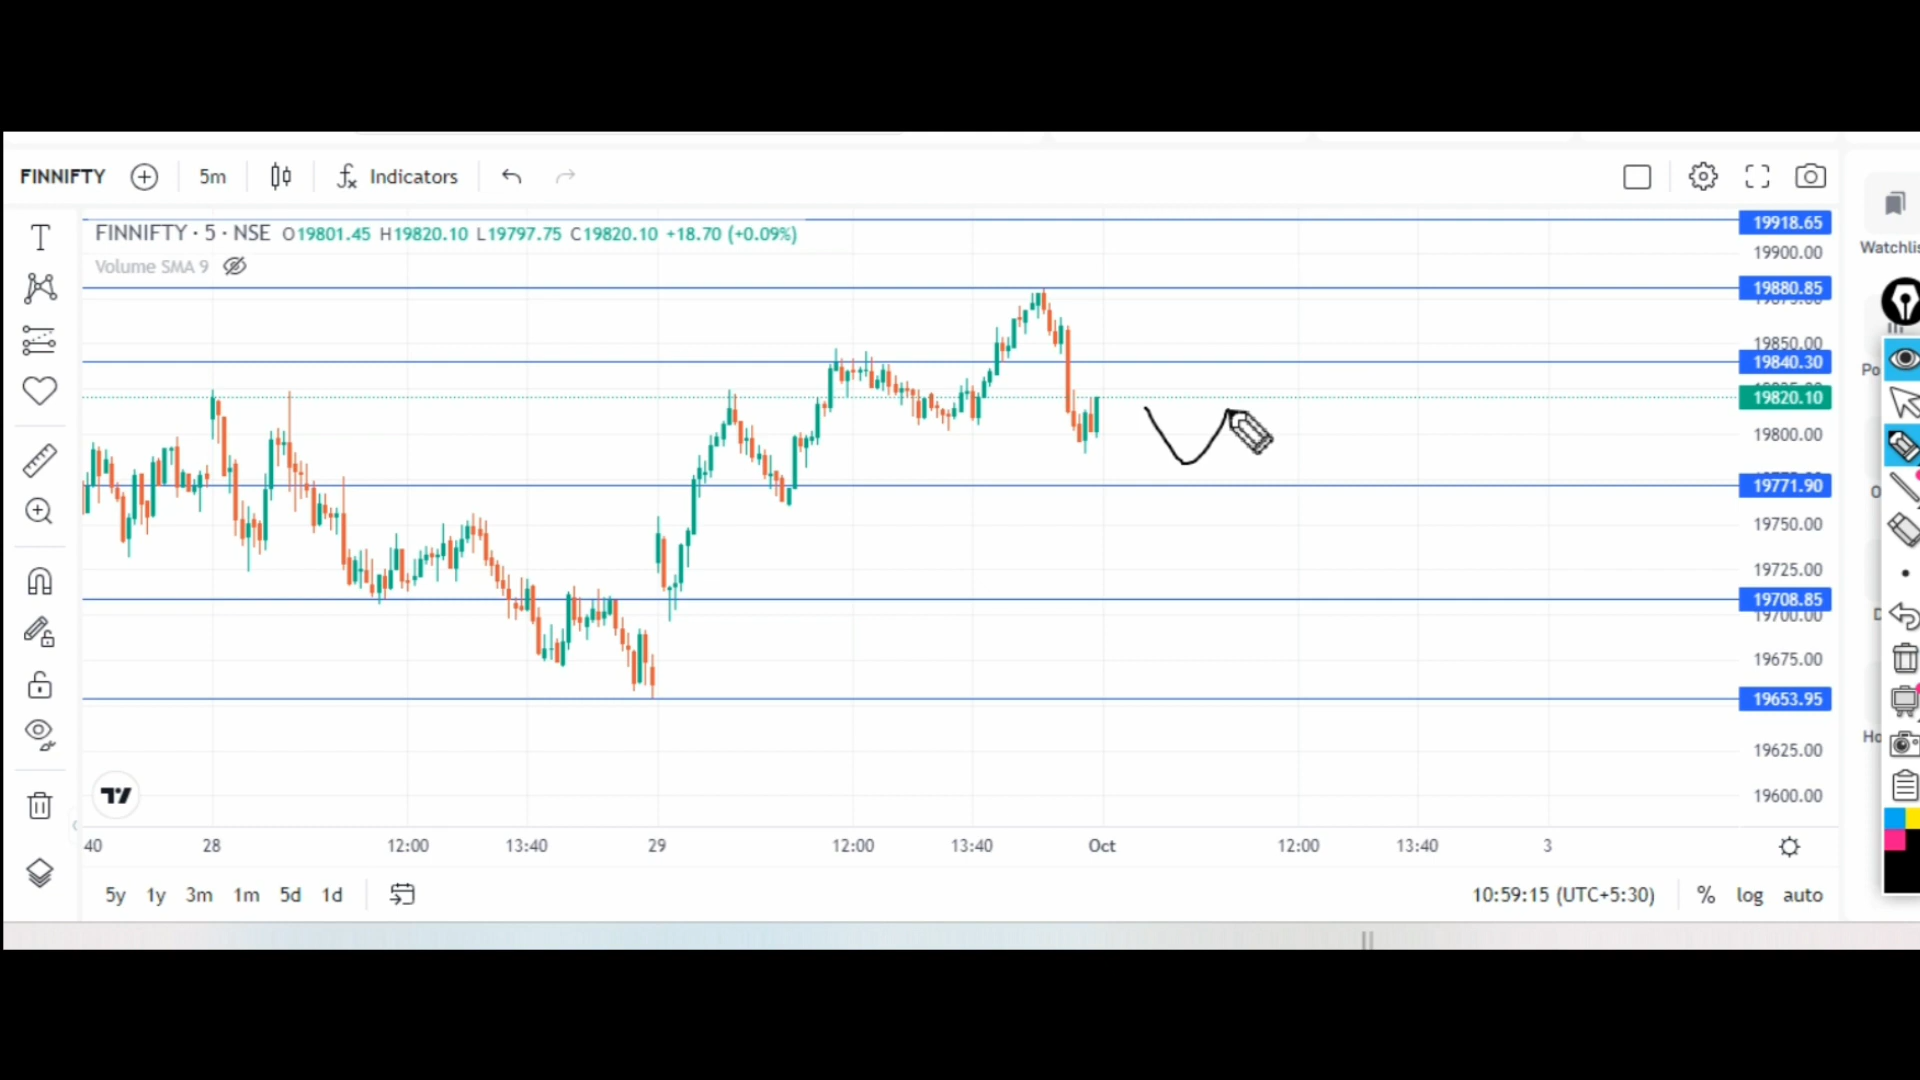 FINNIFTY 5m Indicators
FINNIFTY · 5 · NSE O19801.45 H19820.10 L19797.75 C19820.10 +18.70 (+0.09%)
Volume SMA 9
19918.65
19900.00
19880.85
19850.00
19840.30
19820.10
19800.00
19771.90
19750.00
19725.00
19708.85
19700.00
19675.00
19653.95
19625.00
19600.00
Watchlis
Po
O
D
Ho
40 28 12:00 13:40 29 12:00 13:40 Oct 12:00 13:40 3
5y 1y 3m 1m 5d 1d 10:59:15 (UTC+5:30) % log auto